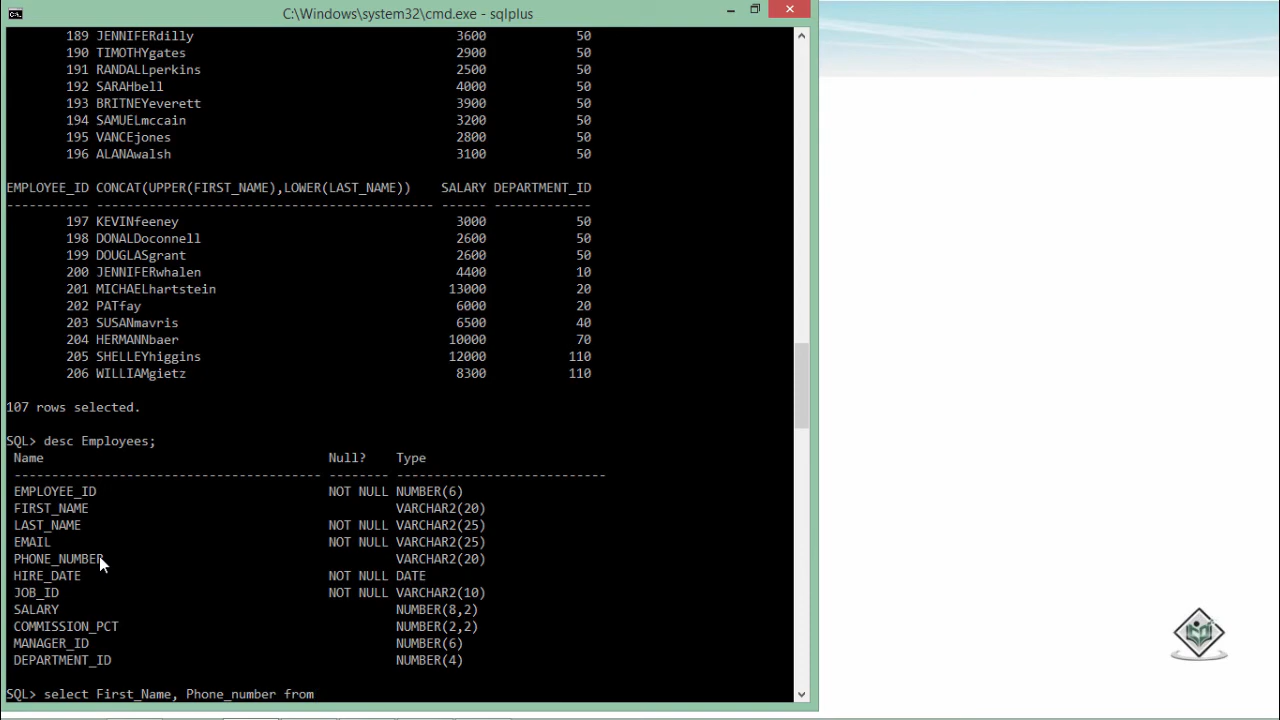 C:\Windows\system32\cmd.exe - sqlplus
189 JENNIFERdilly 3600 50
190 TIMOTHYgates 2900 50
191 RANDALLperkins 2500 50
192 SARAHbell 4000 50
193 BRITNEYeverett 3900 50
194 SAMUELmccain 3200 50
195 VANCEjones 2800 50
196 ALANAwalsh 3100 50
EMPLOYEE_ID CONCAT(UPPER(FIRST_NAME),LOWER(LAST_NAME)) SALARY DEPARTMENT_ID
----------- --------------------------------------------- ------ -------------
197 KEVINfeeney 3000 50
198 DONALDoconnell 2600 50
199 DOUGLASgrant 2600 50
200 JENNIFERwhalen 4400 10
201 MICHAELhartstein 13000 20
202 PATfay 6000 20
203 SUSANmavris 6500 40
204 HERMANNbaer 10000 70
205 SHELLEYhiggins 12000 110
206 WILLIAMgietz 8300 110
107 rows selected.
SQL> desc Employees;
Name Null? Type
----------------------------------------- -------- ----------------------------
EMPLOYEE_ID NOT NULL NUMBER(6)
FIRST_NAME VARCHAR2(20)
LAST_NAME NOT NULL VARCHAR2(25)
EMAIL NOT NULL VARCHAR2(25)
PHONE_NUMBER VARCHAR2(20)
HIRE_DATE NOT NULL DATE
JOB_ID NOT NULL VARCHAR2(10)
SALARY NUMBER(8,2)
COMMISSION_PCT NUMBER(2,2)
MANAGER_ID NUMBER(6)
DEPARTMENT_ID NUMBER(4)
SQL> select First_Name, Phone_number from